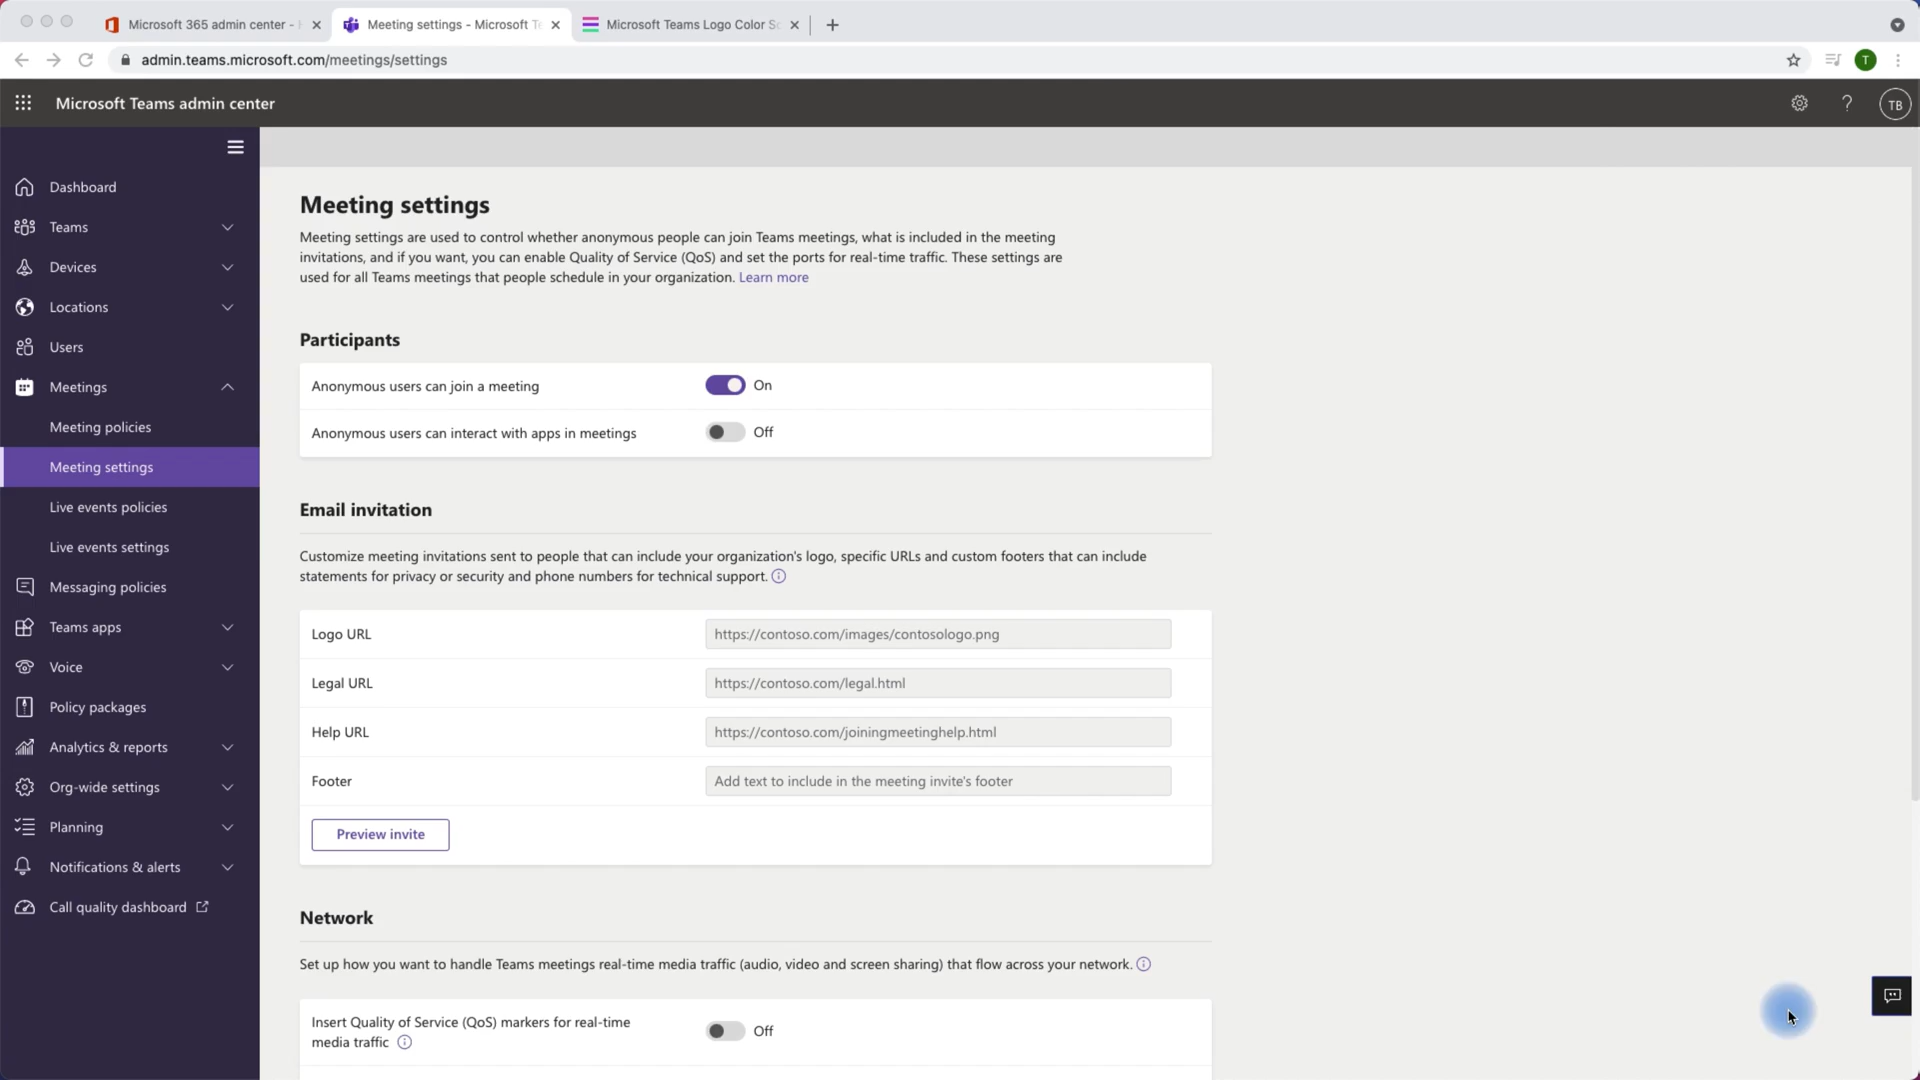 Microsoft 365 admin center -
Meeting settings - Microsoft Te
Microsoft Teams Logo Color Sc
admin.teams.microsoft.com/meetings/settings
T
Microsoft Teams admin center
?
TB
Dashboard
Teams
Devices
Locations
Users
Meetings
Meeting policies
Meeting settings
Live events policies
Live events settings
Messaging policies
Teams apps
Voice
Policy packages
Analytics & reports
Org-wide settings
Planning
Notifications & alerts
Call quality dashboard
Meeting settings
Meeting settings are used to control whether anonymous people can join Teams meetings, what is included in the meeting
invitations, and if you want, you can enable Quality of Service (QoS) and set the ports for real-time traffic. These settings are
used for all Teams meetings that people schedule in your organization. Learn more
Participants
Anonymous users can join a meeting On
Anonymous users can interact with apps in meetings Off
Email invitation
Customize meeting invitations sent to people that can include your organization's logo, specific URLs and custom footers that can include
statements for privacy or security and phone numbers for technical support.
Logo URL https://contoso.com/images/contosologo.png
Legal URL https://contoso.com/legal.html
Help URL https://contoso.com/joiningmeetinghelp.html
Footer Add text to include in the meeting invite's footer
Preview invite
Network
Set up how you want to handle Teams meetings real-time media traffic (audio, video and screen sharing) that flow across your network.
Insert Quality of Service (QoS) markers for real-time
media traffic
Off